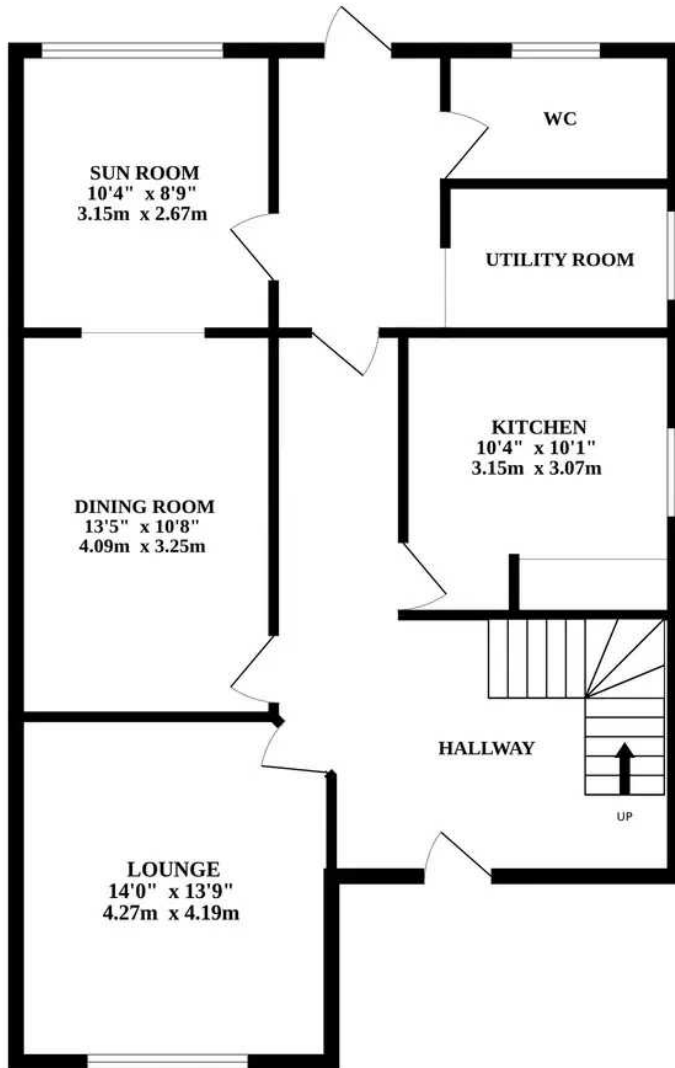 WC
SUN ROOM
10'4" x 8'9"
3.15m x 2.67m
UTILITY ROOM
KITCHEN
10'4" x 10'1"
3.15m x 3.07m
DINING ROOM
13'5" x 10'8"
4.09m x 3.25m
HALLWAY
UP
LOUNGE
14'0" x 13'9"
4.27m x 4.19m